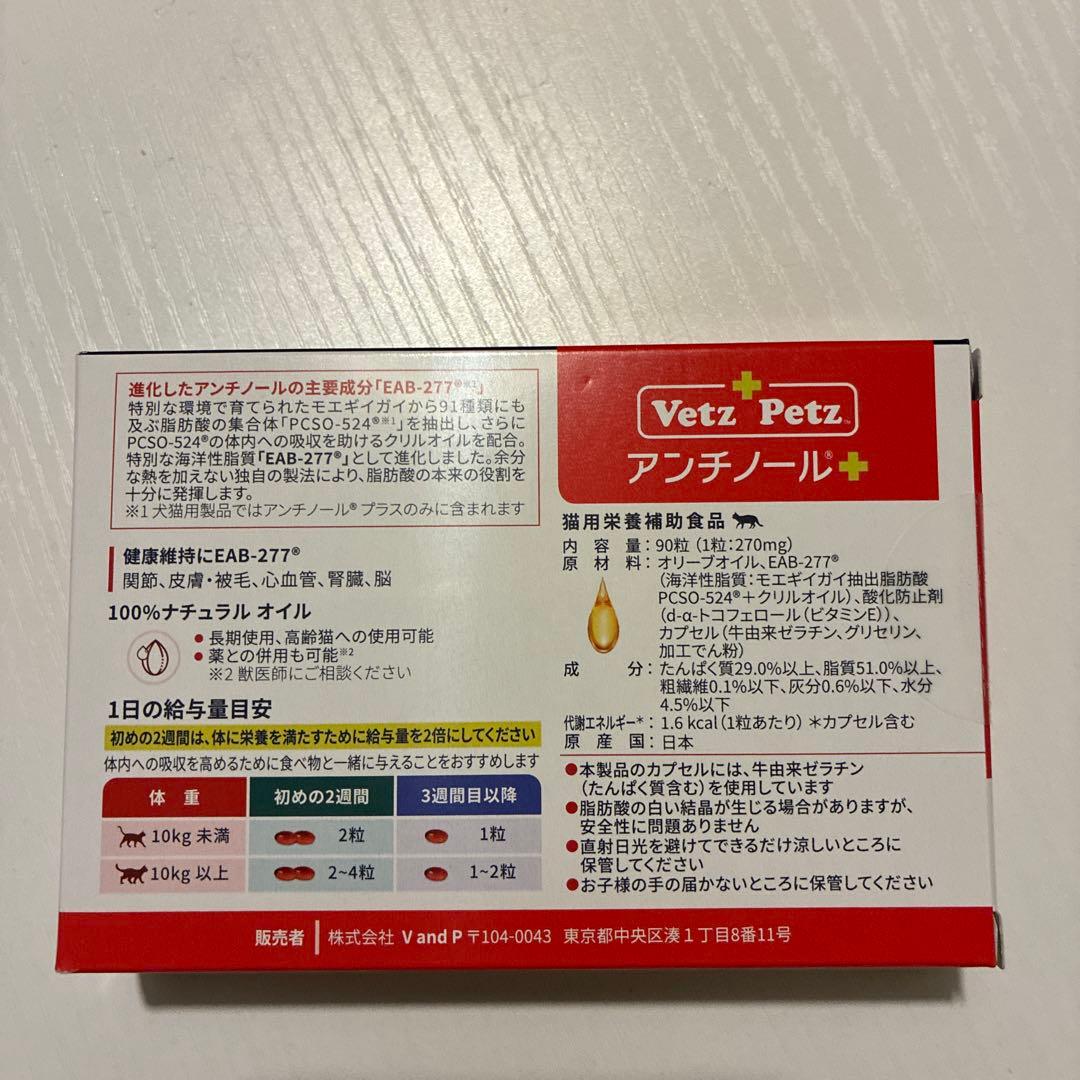 進化したアンチノールの主要成分「EAB-277®※1」
特別な環境で育てられたモエギイガイから91種類にも
及ぶ脂肪酸の集合体「PCSO-524®※1」を抽出し、さらに
PCSO-524®の体内への吸収を助けるクリルオイルを配合。
特別な海洋性脂質「EAB-277®」として進化しました。余分
な熱を加えない独自の製法により、脂肪酸の本来の役割を
十分に発揮します。
※1 犬猫用製品ではアンチノール® プラスのみに含まれます
健康維持にEAB-277®
関節、皮膚・被毛、心血管、腎臓、脳
100%ナチュラル オイル
●長期使用、高齢猫への使用可能
●薬との併用も可能※2
※2 獣医師にご相談ください
1日の給与量目安
初めの2週間は、体に栄養を満たすために給与量を2倍にしてください
体内への吸収を高めるために食べ物と一緒に与えることをおすすめします
体 重 初めの2週間 3週間目以降
10kg 未満 2粒 1粒
10kg 以上 2~4粒 1~2粒
Vetz Petz™
アンチノール®+
猫用栄養補助食品
内容量:90粒(1粒:270mg)
原材料:オリーブオイル、EAB-277®
(海洋性脂質:モエギイガイ抽出脂肪酸
PCSO-524®+クリルオイル)、酸化防止剤
(d-α-トコフェロール(ビタミンE))、
カプセル(牛由来ゼラチン、グリセリン、
加工でん粉)
成分:たんぱく質29.0%以上、脂質51.0%以上、
粗繊維0.1%以下、灰分0.6%以下、水分
4.5%以下
代謝エネルギー*:1.6 kcal(1粒あたり) *カプセル含む
原産国:日本
●本製品のカプセルには、牛由来ゼラチン
(たんぱく質含む)を使用しています
●脂肪酸の白い結晶が生じる場合がありますが、
安全性に問題ありません
●直射日光を避けてできるだけ涼しいところに
保管してください
●お子様の手の届かないところに保管してください
販売者 株式会社 V and P 〒104-0043 東京都中央区湊1丁目8番11号